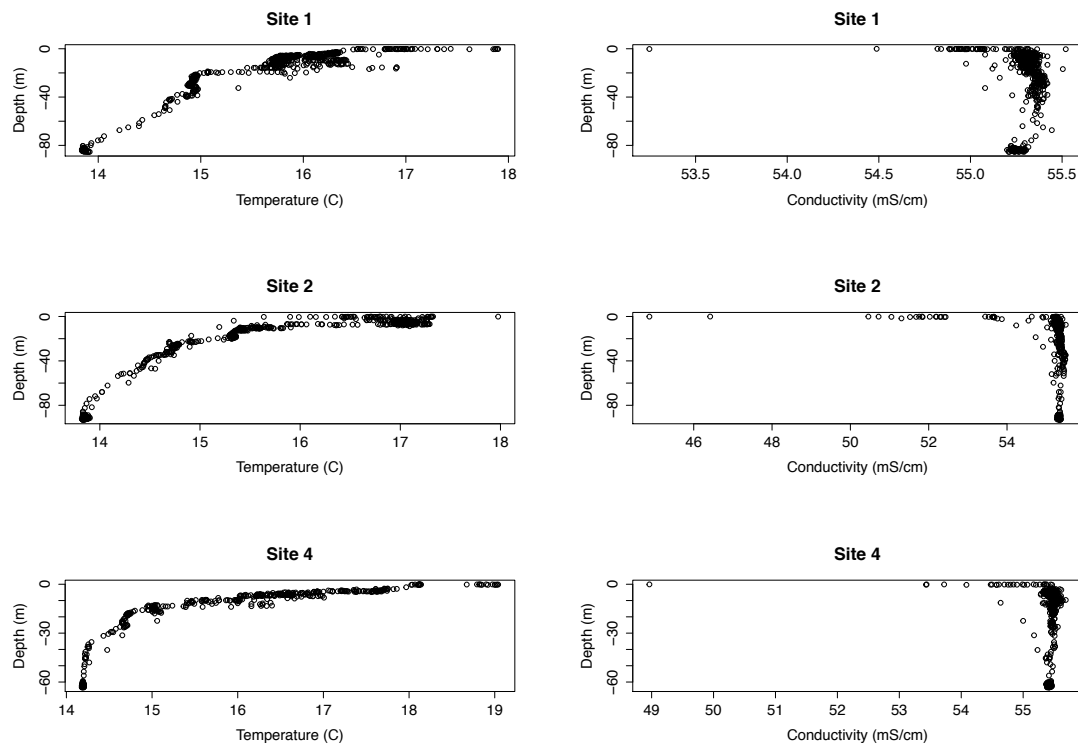 Site 1
Depth (m)
0
−40
−80
14 15 16 17 18
Temperature (C)
Site 1
Depth (m)
0
−40
−80
53.5 54.0 54.5 55.0 55.5
Conductivity (mS/cm)
Site 2
Depth (m)
0
−40
−80
14 15 16 17 18
Temperature (C)
Site 2
Depth (m)
0
−40
−80
46 48 50 52 54
Conductivity (mS/cm)
Site 4
Depth (m)
0
−30
−60
14 15 16 17 18 19
Temperature (C)
Site 4
Depth (m)
0
−30
−60
49 50 51 52 53 54 55
Conductivity (mS/cm)